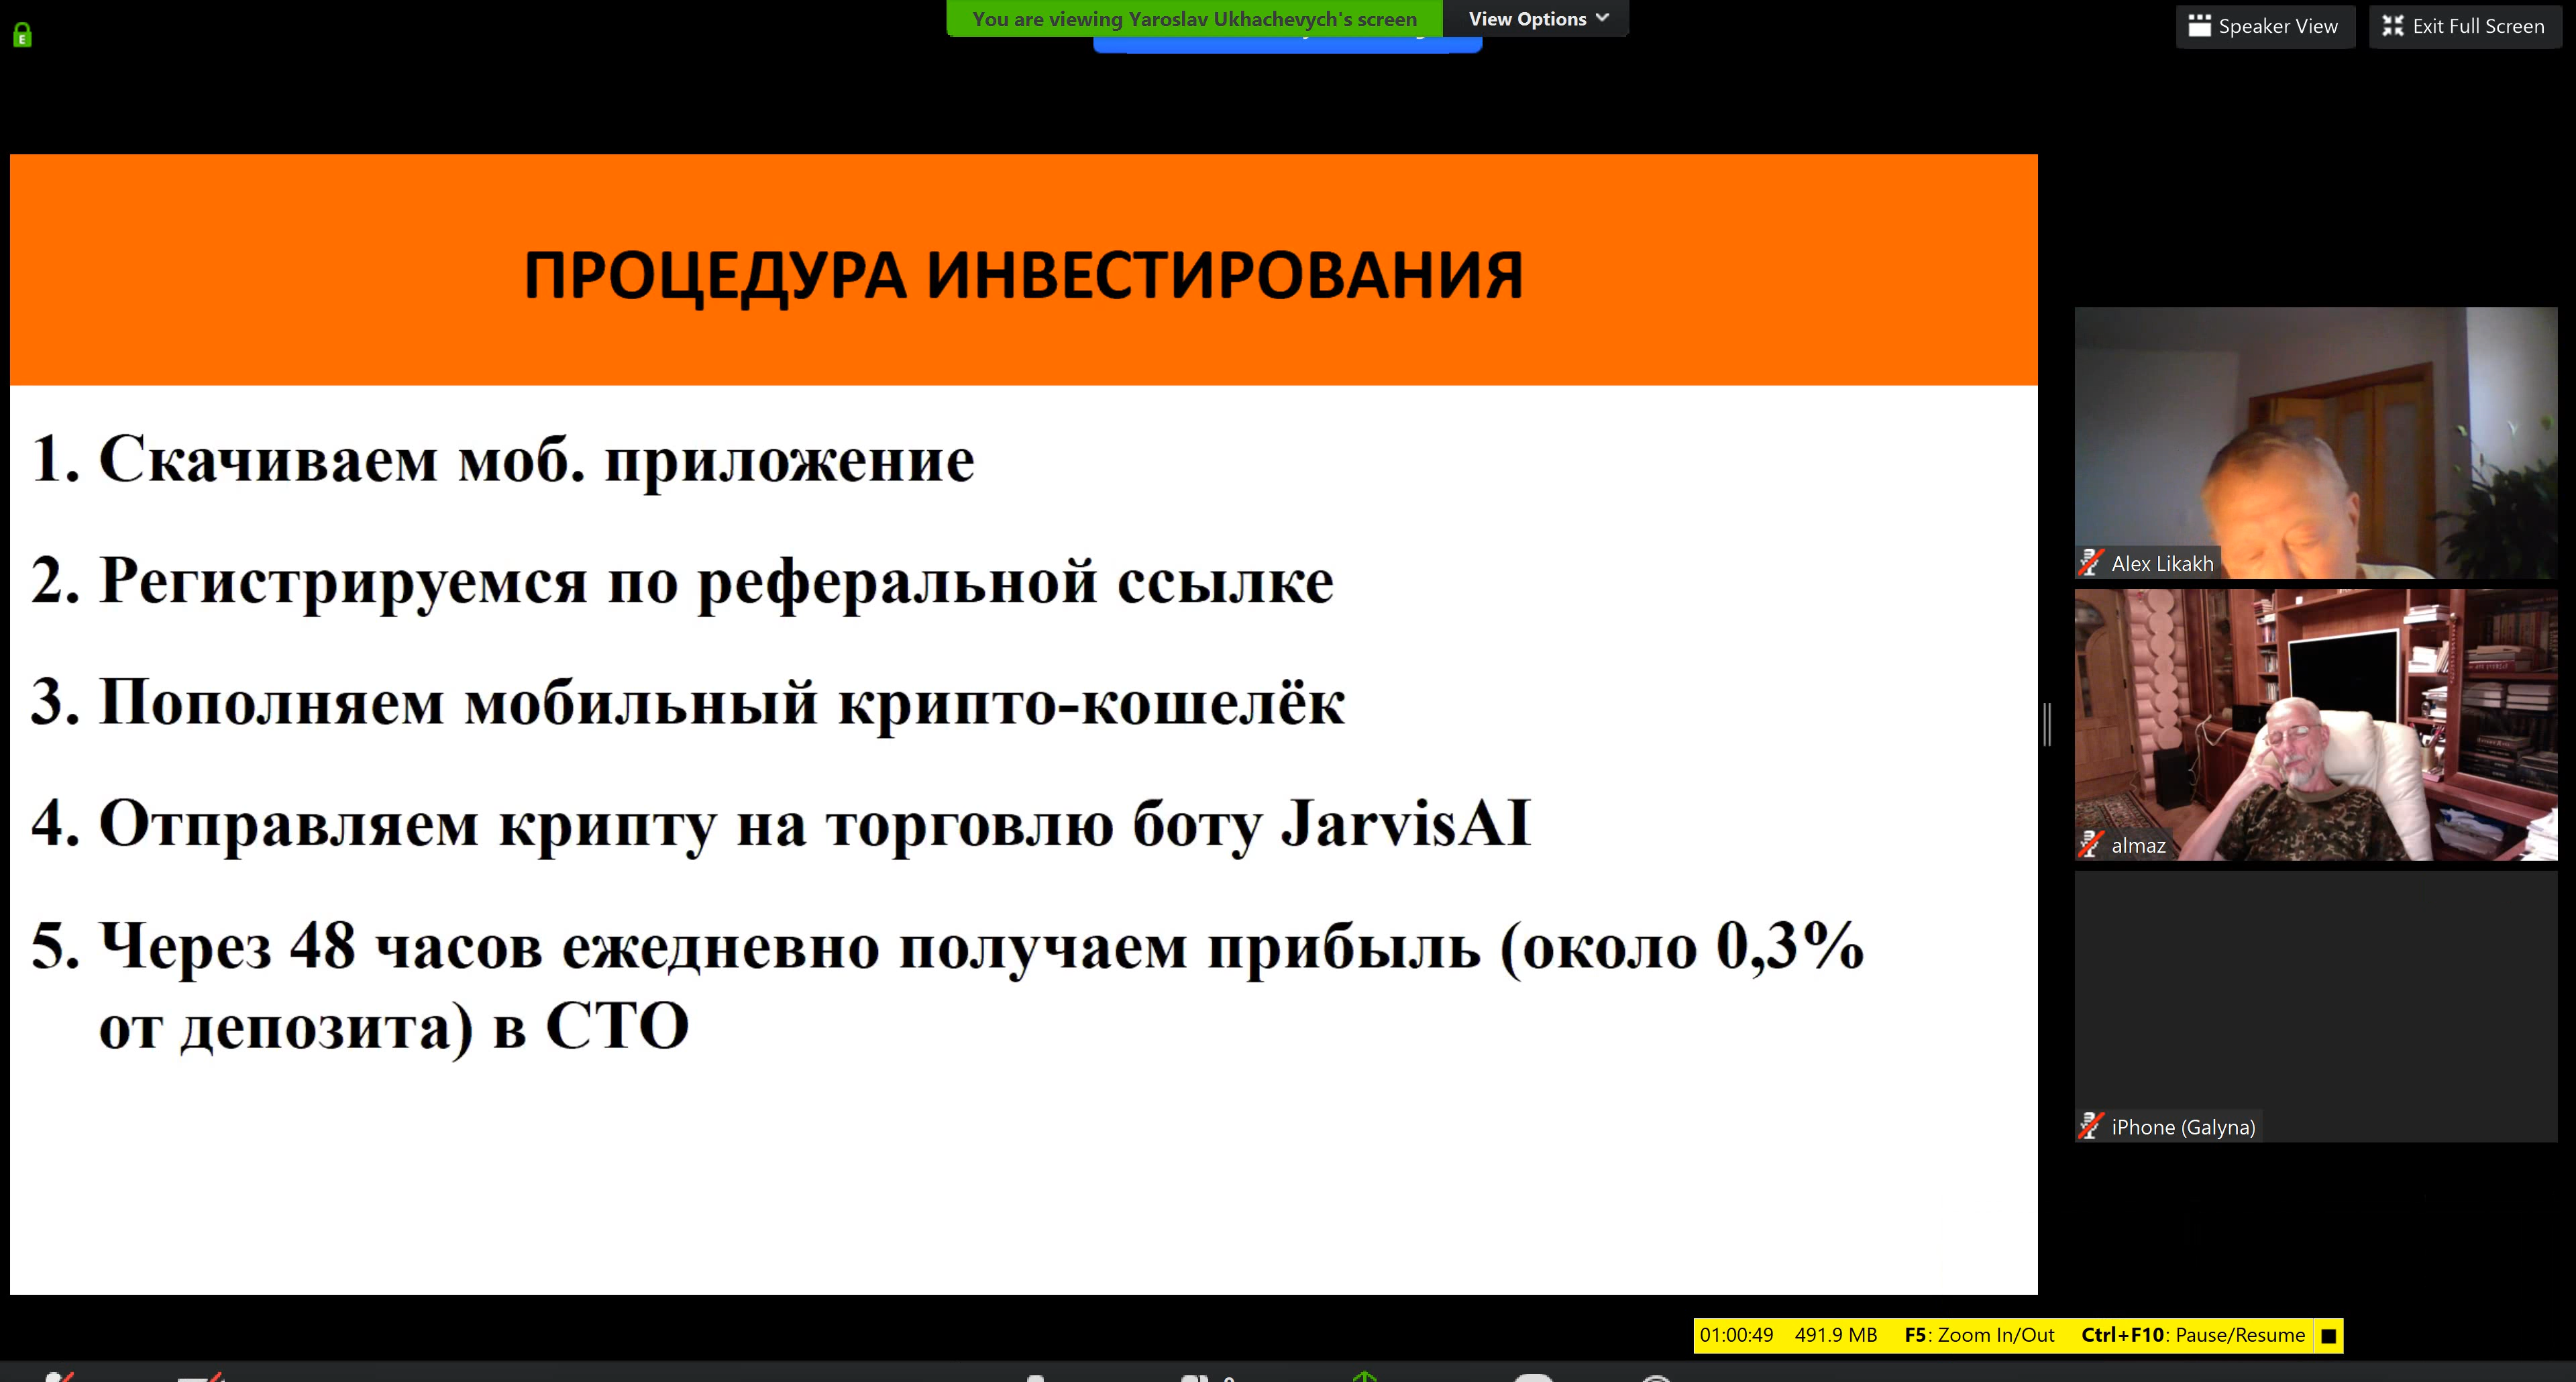 You are viewing Yaroslav Ukhachevych's screen
View Options
Speaker View
Exit Full Screen
E
ПРОЦЕДУРА ИНВЕСТИРОВАНИЯ
1. Скачиваем моб. приложение
2. Регистрируемся по реферальной ссылке
3. Пополняем мобильный крипто-кошелёк
4. Отправляем крипту на торговлю боту JarvisAI
5. Через 48 часов ежедневно получаем прибыль (около 0,3%
от депозита) в СТО
Alex Likakh
almaz
iPhone (Galyna)
01:00:49 491.9 MB F5: Zoom In/Out Ctrl+F10: Pause/Resume